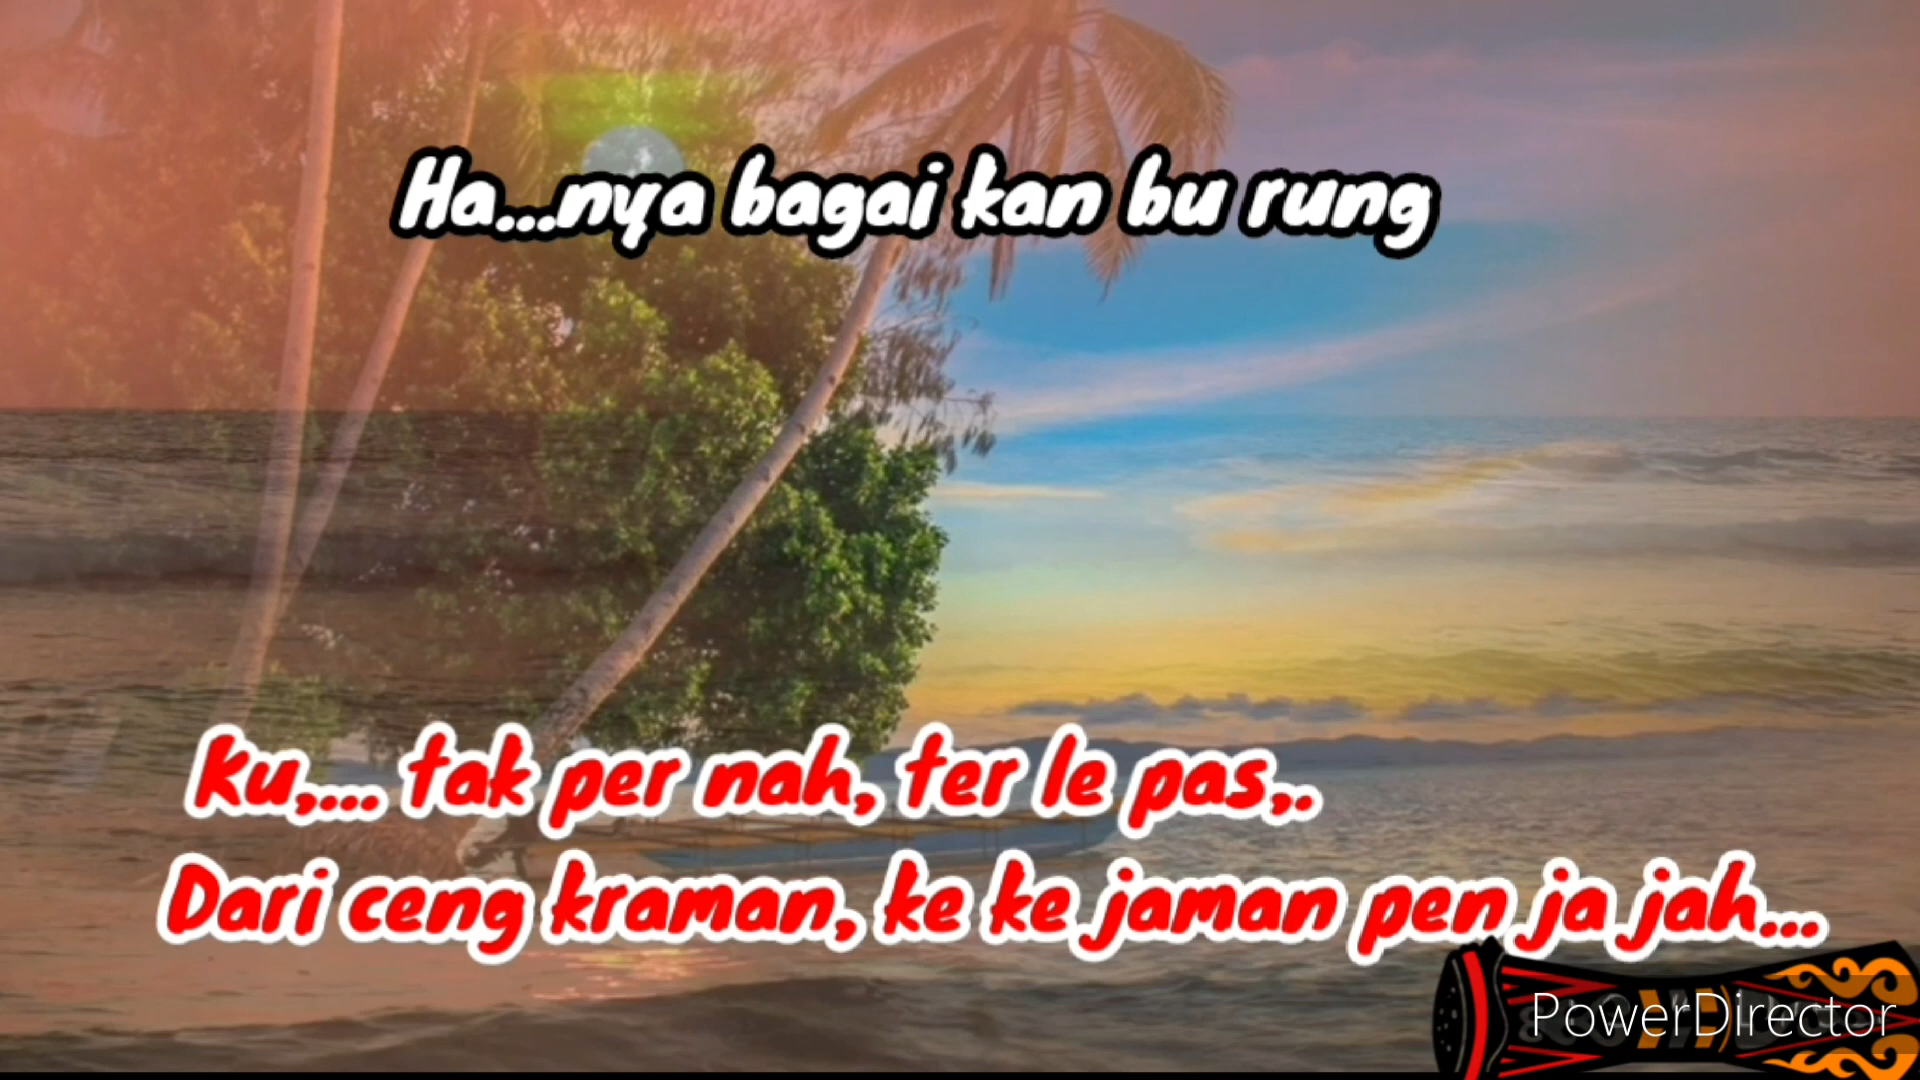 Ha...nya bagai kan bu rung
Ku,... tak per nah, ter le pas,.
Dari ceng kraman, ke ke jaman pen ja jah...
PowerDirector